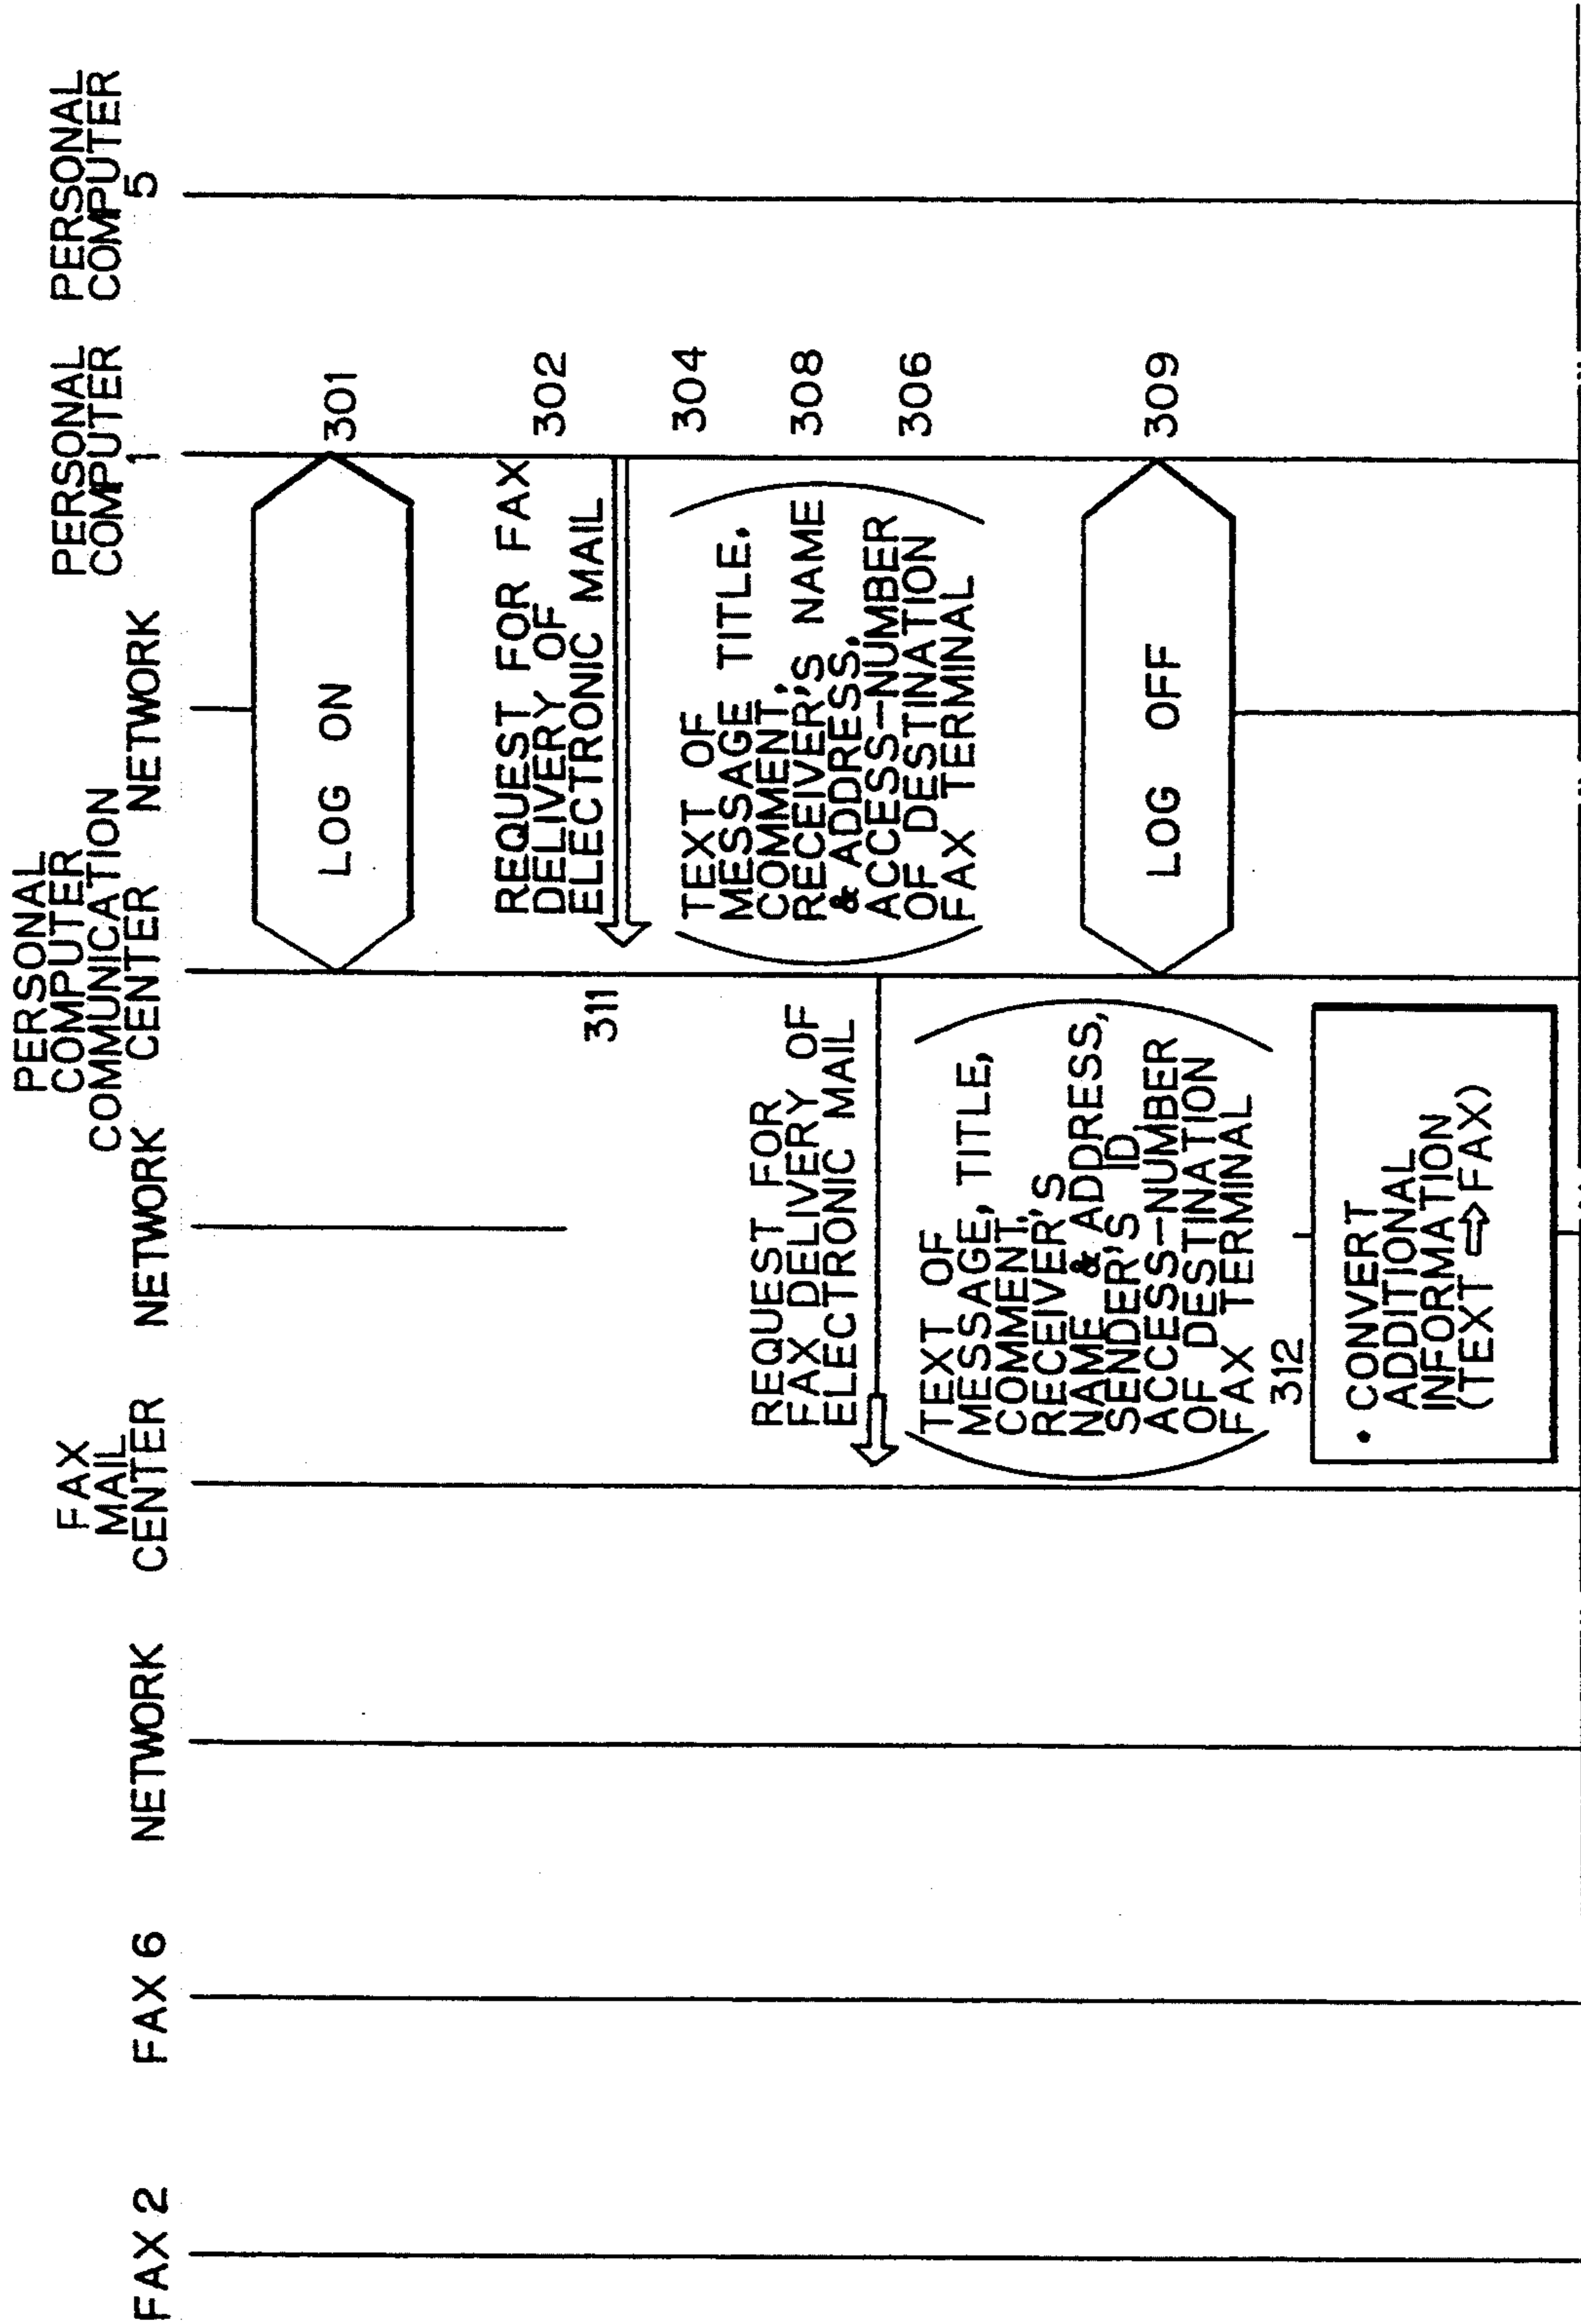 FAX 2
FAX 6
NETWORK
FAX
MAIL
CENTER
NETWORK
PERSONAL
COMPUTER
COMMUNICATION
CENTER
NETWORK
PERSONAL
COMPUTER
1
PERSONAL
COMPUTER
5
LOG ON
301
REQUEST FOR FAX
DELIVERY OF
ELECTRONIC MAIL
302
TEXT OF
MESSAGE TITLE,
COMMENT,
RECEIVER'S NAME
& ADDRESS,
ACCESS-NUMBER
OF DESTINATION
FAX TERMINAL
304
308
306
LOG OFF
309
311
REQUEST FOR
FAX DELIVERY OF
ELECTRONIC MAIL
TEXT OF
MESSAGE, TITLE,
COMMENT,
RECEIVER'S
NAME & ADDRESS,
SENDER'S ID,
ACCESS-NUMBER
OF DESTINATION
FAX TERMINAL
312
• CONVERT
ADDITIONAL
INFORMATION
(TEXT ⇨ FAX)